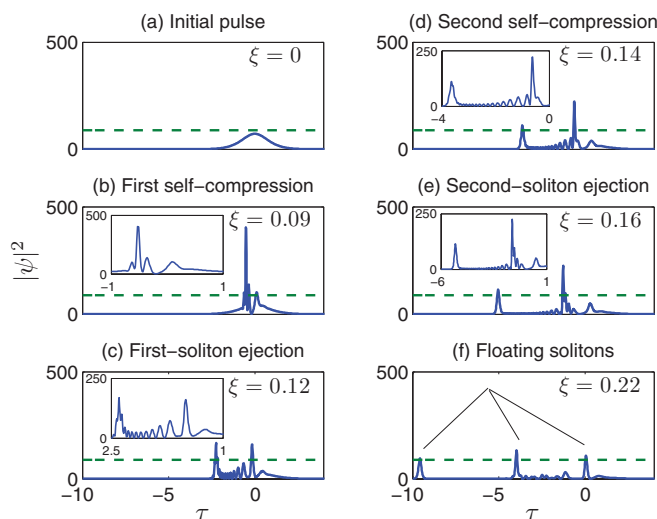 (a) Initial pulse
500
0
ξ = 0
(b) First self−compression
500
0
500
0
−1
1
ξ = 0.09
|ψ|²
(c) First−soliton ejection
500
0
250
0
2.5
1
ξ = 0.12
−10
−5
0
τ
(d) Second self−compression
500
0
250
0
−4
0
ξ = 0.14
(e) Second−soliton ejection
500
0
250
0
−6
1
ξ = 0.16
(f) Floating solitons
500
0
ξ = 0.22
−10
−5
0
τ